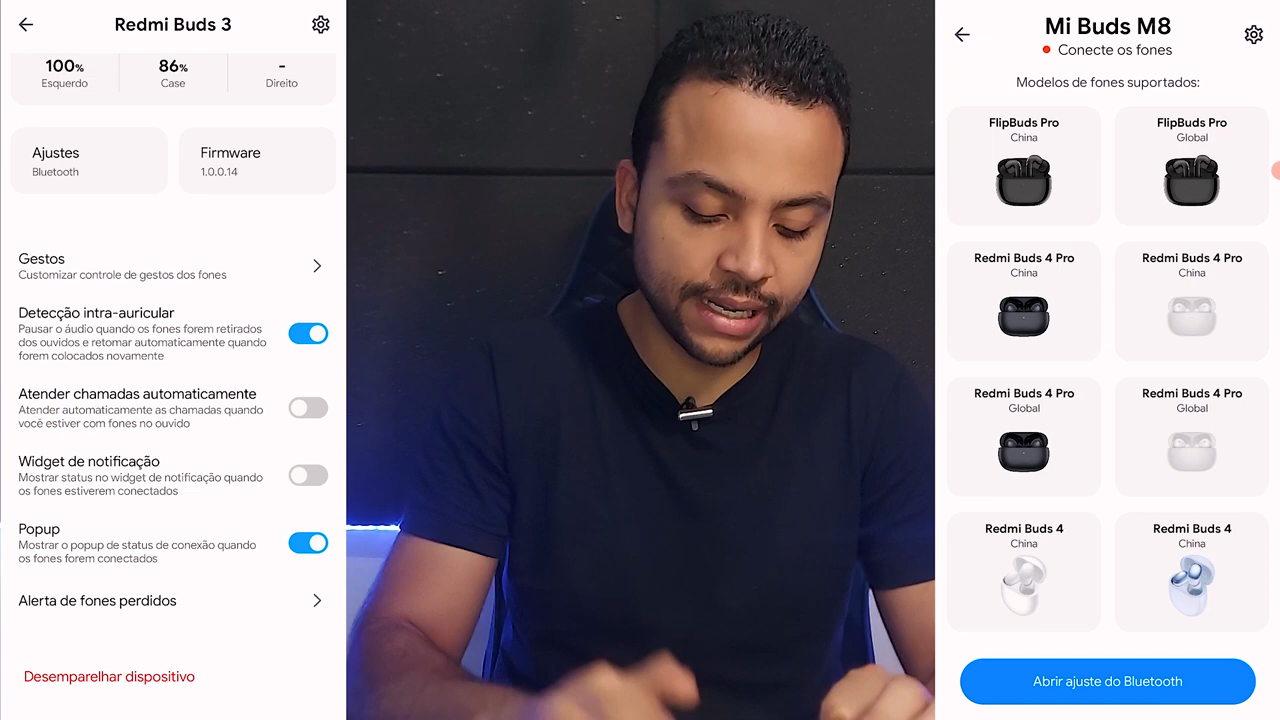 Redmi Buds 3
100%
86%
-
Esquerdo
Case
Direito
Ajustes
Bluetooth
Firmware
1.0.0.14
Gestos
Customizar controle de gestos dos fones
Detecção intra-auricular
Pausar o áudio quando os fones forem retirados
dos ouvidos e retomar automaticamente quando
forem colocados novamente
Atender chamadas automaticamente
Atender automaticamente as chamadas quando
você estiver com fones no ouvido
Widget de notificação
Mostrar status no widget de notificação quando
os fones estiverem conectados
Popup
Mostrar o popup de status de conexão quando
os fones forem conectados
Alerta de fones perdidos
Desemparelhar dispositivo
Mi Buds M8
Conecte os fones
Modelos de fones suportados:
FlipBuds Pro
China
FlipBuds Pro
Global
Redmi Buds 4 Pro
China
Redmi Buds 4 Pro
China
Redmi Buds 4 Pro
Global
Redmi Buds 4 Pro
Global
Redmi Buds 4
China
Redmi Buds 4
China
Abrir ajuste do Bluetooth